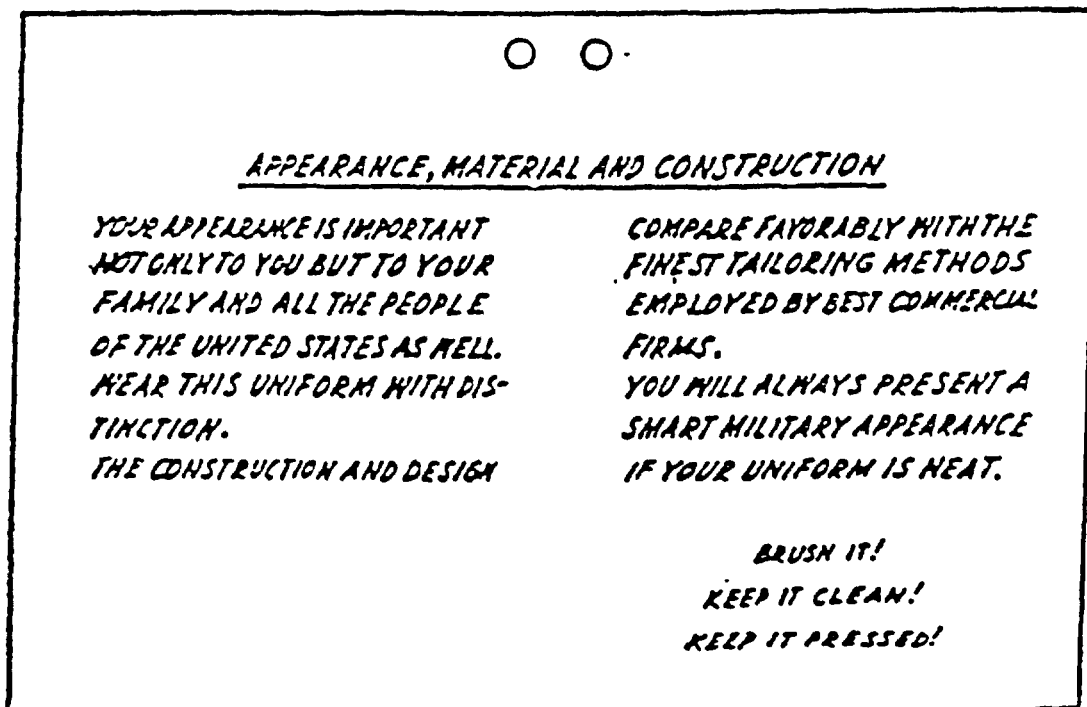 APPEARANCE, MATERIAL AND CONSTRUCTION
YOUR APPEARANCE IS IMPORTANT
NOT ONLY TO YOU BUT TO YOUR
FAMILY AND ALL THE PEOPLE
OF THE UNITED STATES AS WELL.
WEAR THIS UNIFORM WITH DIS-
TINCTION.
THE CONSTRUCTION AND DESIGN
COMPARE FAVORABLY WITH THE
FINEST TAILORING METHODS
EMPLOYED BY BEST COMMERCIAL
FIRMS.
YOU WILL ALWAYS PRESENT A
SMART MILITARY APPEARANCE
IF YOUR UNIFORM IS NEAT.
BRUSH IT!
KEEP IT CLEAN!
KEEP IT PRESSED!